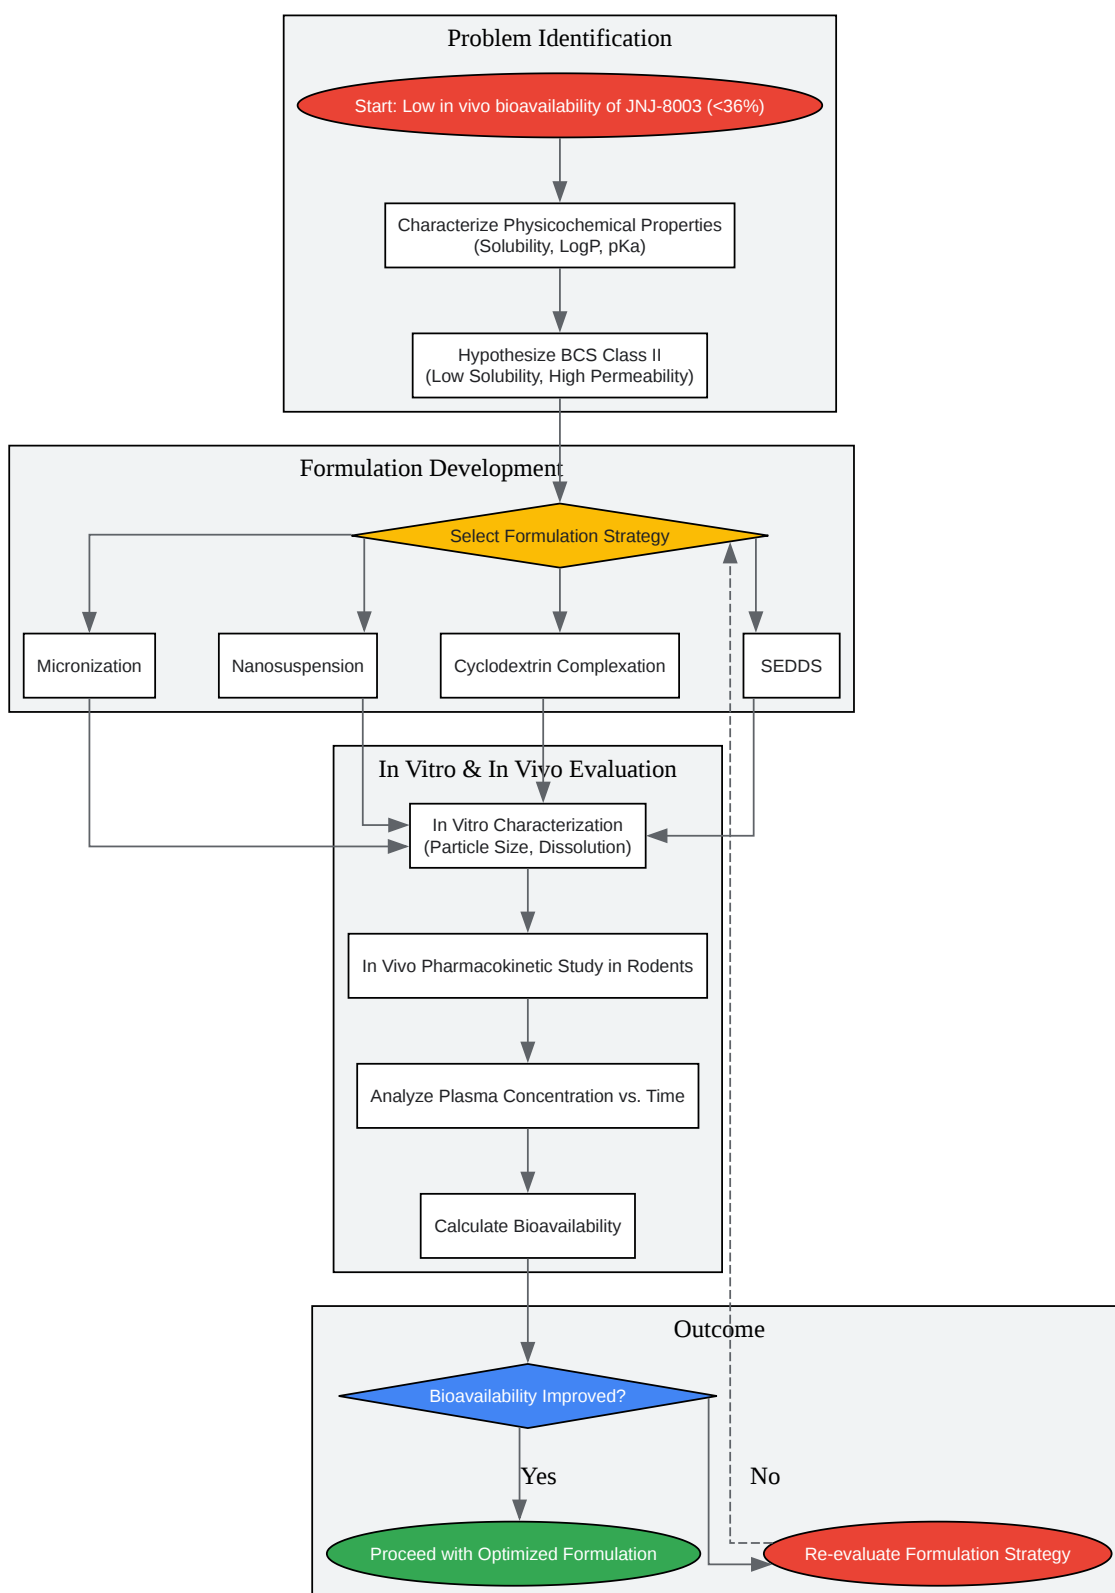 Problem Identification
Start: Low in vivo bioavailability of JNJ-8003 (<36%)
Characterize Physicochemical Properties
(Solubility, LogP, pKa)
Hypothesize BCS Class II
(Low Solubility, High Permeability)
Formulation Development
Select Formulation Strategy
Micronization
Nanosuspension
Cyclodextrin Complexation
SEDDS
In Vitro & In Vivo Evaluation
In Vitro Characterization
(Particle Size, Dissolution)
In Vivo Pharmacokinetic Study in Rodents
Analyze Plasma Concentration vs. Time
Calculate Bioavailability
Outcome
Bioavailability Improved?
Yes
No
Proceed with Optimized Formulation
Re-evaluate Formulation Strategy